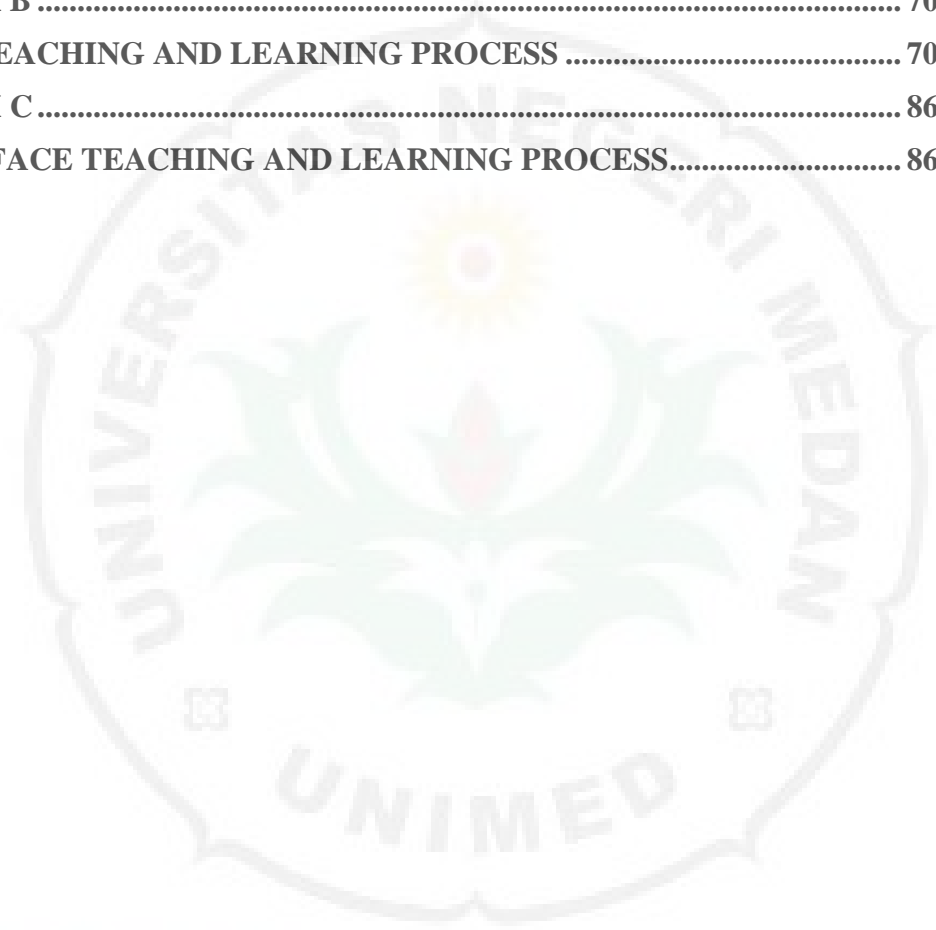 B ........................................................................................................ 70
EACHING AND LEARNING PROCESS .......................................... 70
C ........................................................................................................ 86
FACE TEACHING AND LEARNING PROCESS............................. 86
UNIVERSITAS NEGERI MEDAN
UNIMED